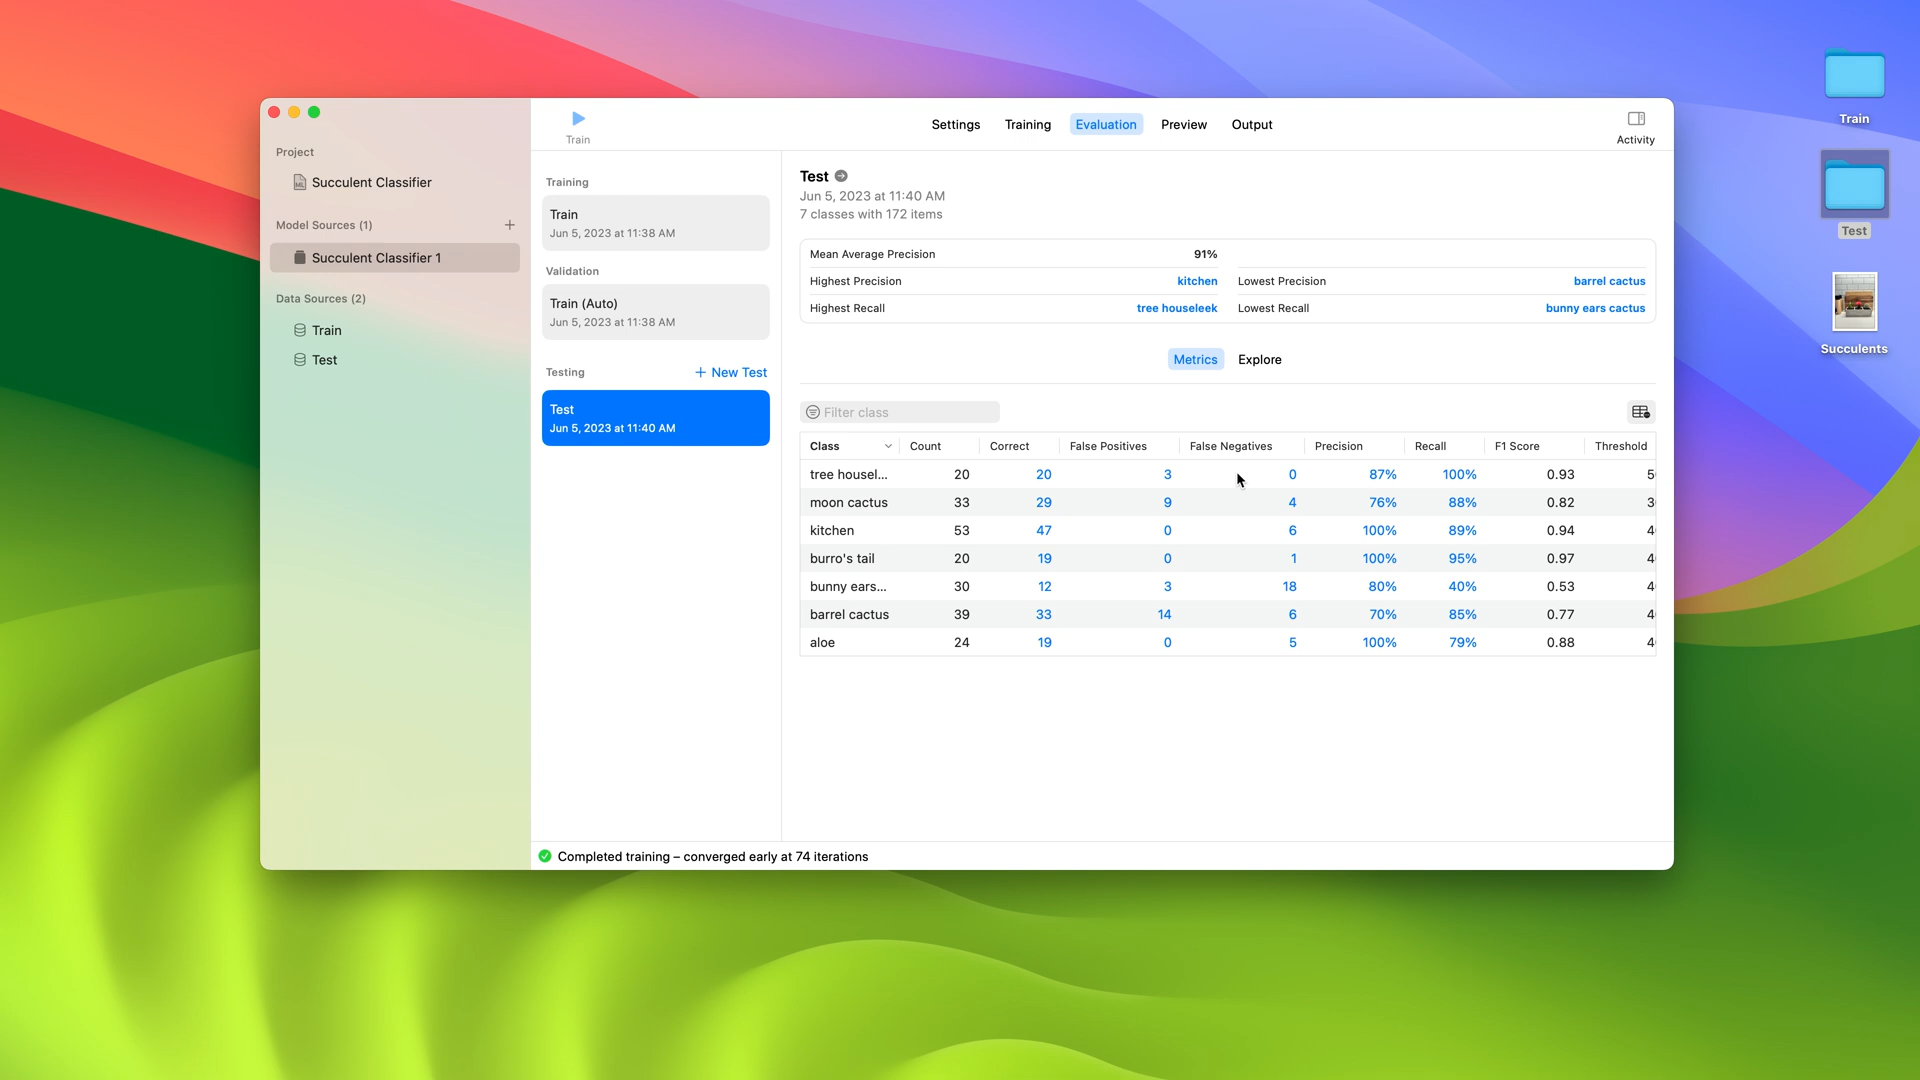 Train
Settings
Training
Evaluation
Preview
Output
Activity
Project
Succulent Classifier
Model Sources (1)
Succulent Classifier 1
Data Sources (2)
Train
Test
Training
Train
Jun 5, 2023 at 11:38 AM
Validation
Train (Auto)
Jun 5, 2023 at 11:38 AM
Testing + New Test
Test
Jun 5, 2023 at 11:40 AM
Test
Jun 5, 2023 at 11:40 AM
7 classes with 172 items
Mean Average Precision 91%
Highest Precision kitchen Lowest Precision barrel cactus
Highest Recall tree houseleek Lowest Recall bunny ears cactus
Metrics Explore
Filter class
Class Count Correct False Positives False Negatives Precision Recall F1 Score Threshold
tree housel... 20 20 3 0 87% 100% 0.93 5
moon cactus 33 29 9 4 76% 88% 0.82 3
kitchen 53 47 0 6 100% 89% 0.94 4
burro's tail 20 19 0 1 100% 95% 0.97 4
bunny ears... 30 12 3 18 80% 40% 0.53 4
barrel cactus 39 33 14 6 70% 85% 0.77 4
aloe 24 19 0 5 100% 79% 0.88 4
Completed training – converged early at 74 iterations
Train
Test
Succulents